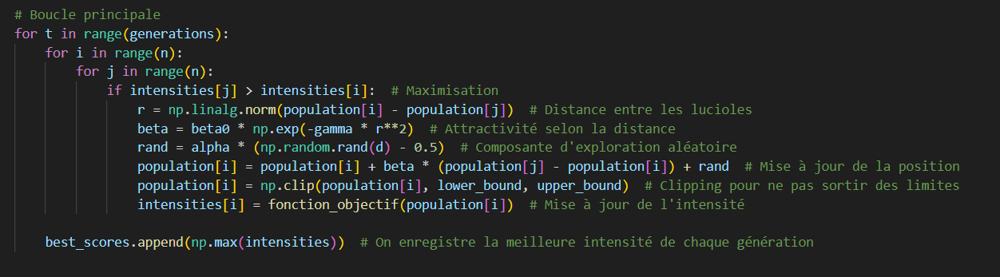 # Boucle principale
for t in range(generations):
    for i in range(n):
        for j in range(n):
            if intensities[j] > intensities[i]:  # Maximisation
                r = np.linalg.norm(population[i] - population[j])  # Distance entre les lucioles
                beta = beta0 * np.exp(-gamma * r**2)  # Attractivité selon la distance
                rand = alpha * (np.random.rand(d) - 0.5)  # Composante d'exploration aléatoire
                population[i] = population[i] + beta * (population[j] - population[i]) + rand  # Mise à jour de la position
                population[i] = np.clip(population[i], lower_bound, upper_bound)  # Clipping pour ne pas sortir des limites
                intensities[i] = fonction_objectif(population[i])  # Mise à jour de l'intensité
    best_scores.append(np.max(intensities))  # On enregistre la meilleure intensité de chaque génération